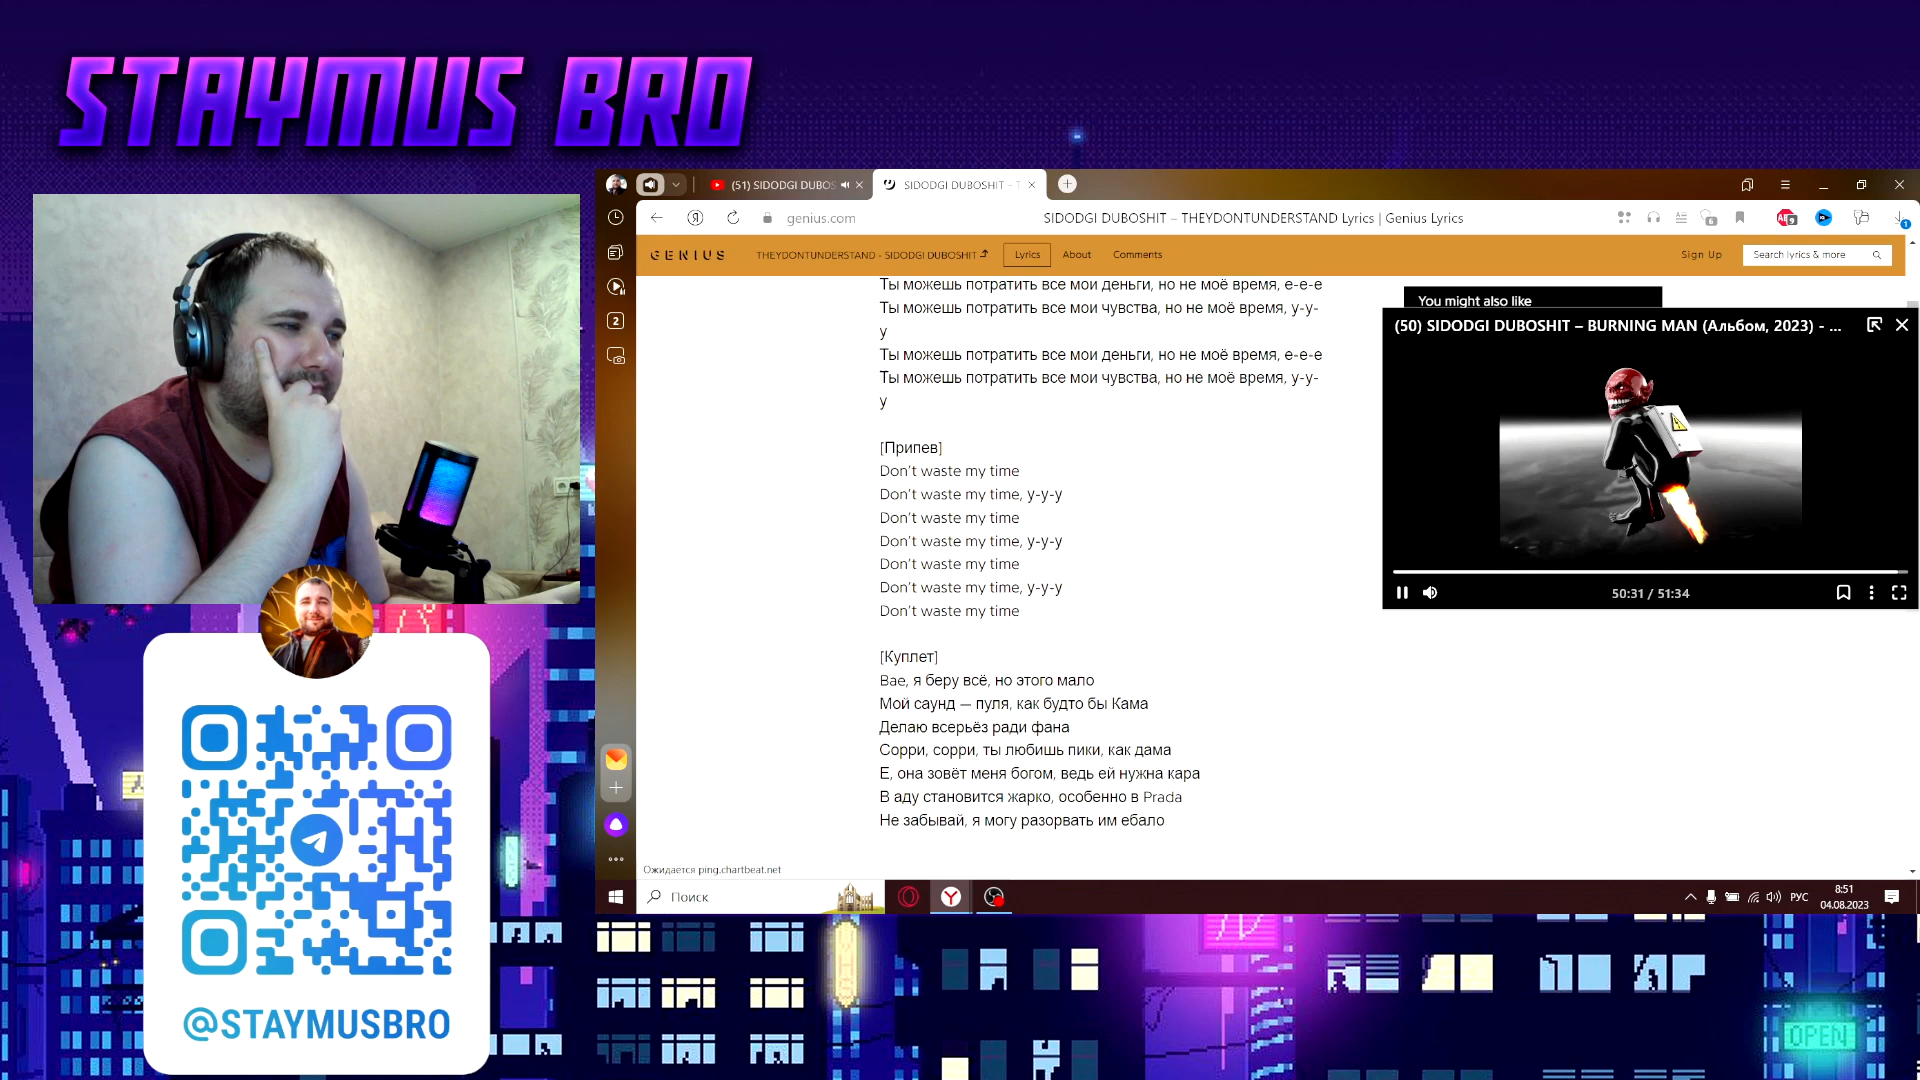 STAYMUS BRO
(51) SIDODGI DUBOS
SIDODGI DUBOSHIT – T
genius.com
SIDODGI DUBOSHIT – THEYDONTUNDERSTAND Lyrics | Genius Lyrics
GENIUS
THEYDONTUNDERSTAND - SIDODGI DUBOSHIT
Lyrics
About
Comments
Sign Up
Search lyrics & more
2
Ты можешь потратить все мои деньги, но не моё время, е-е-е
Ты можешь потратить все мои чувства, но не моё время, у-у-
у
Ты можешь потратить все мои деньги, но не моё время, е-е-е
Ты можешь потратить все мои чувства, но не моё время, у-у-
у
[Припев]
Don't waste my time
Don't waste my time, у-у-у
Don't waste my time
Don't waste my time, у-у-у
Don't waste my time
Don't waste my time, у-у-у
Don't waste my time
[Куплет]
Bae, я беру всё, но этого мало
Мой саунд — пуля, как будто бы Кама
Делаю всерьёз ради фана
Сорри, сорри, ты любишь пики, как дама
Е, она зовёт меня богом, ведь ей нужна кара
В аду становится жарко, особенно в Prada
Не забывай, я могу разорвать им ебало
You might also like
(50) SIDODGI DUBOSHIT – BURNING MAN (Альбом, 2023) - ...
50:31 / 51:34
Ожидается ping.chartbeat.net
Поиск
РУС
8:51
04.08.2023
@STAYMUSBRO
OPEN